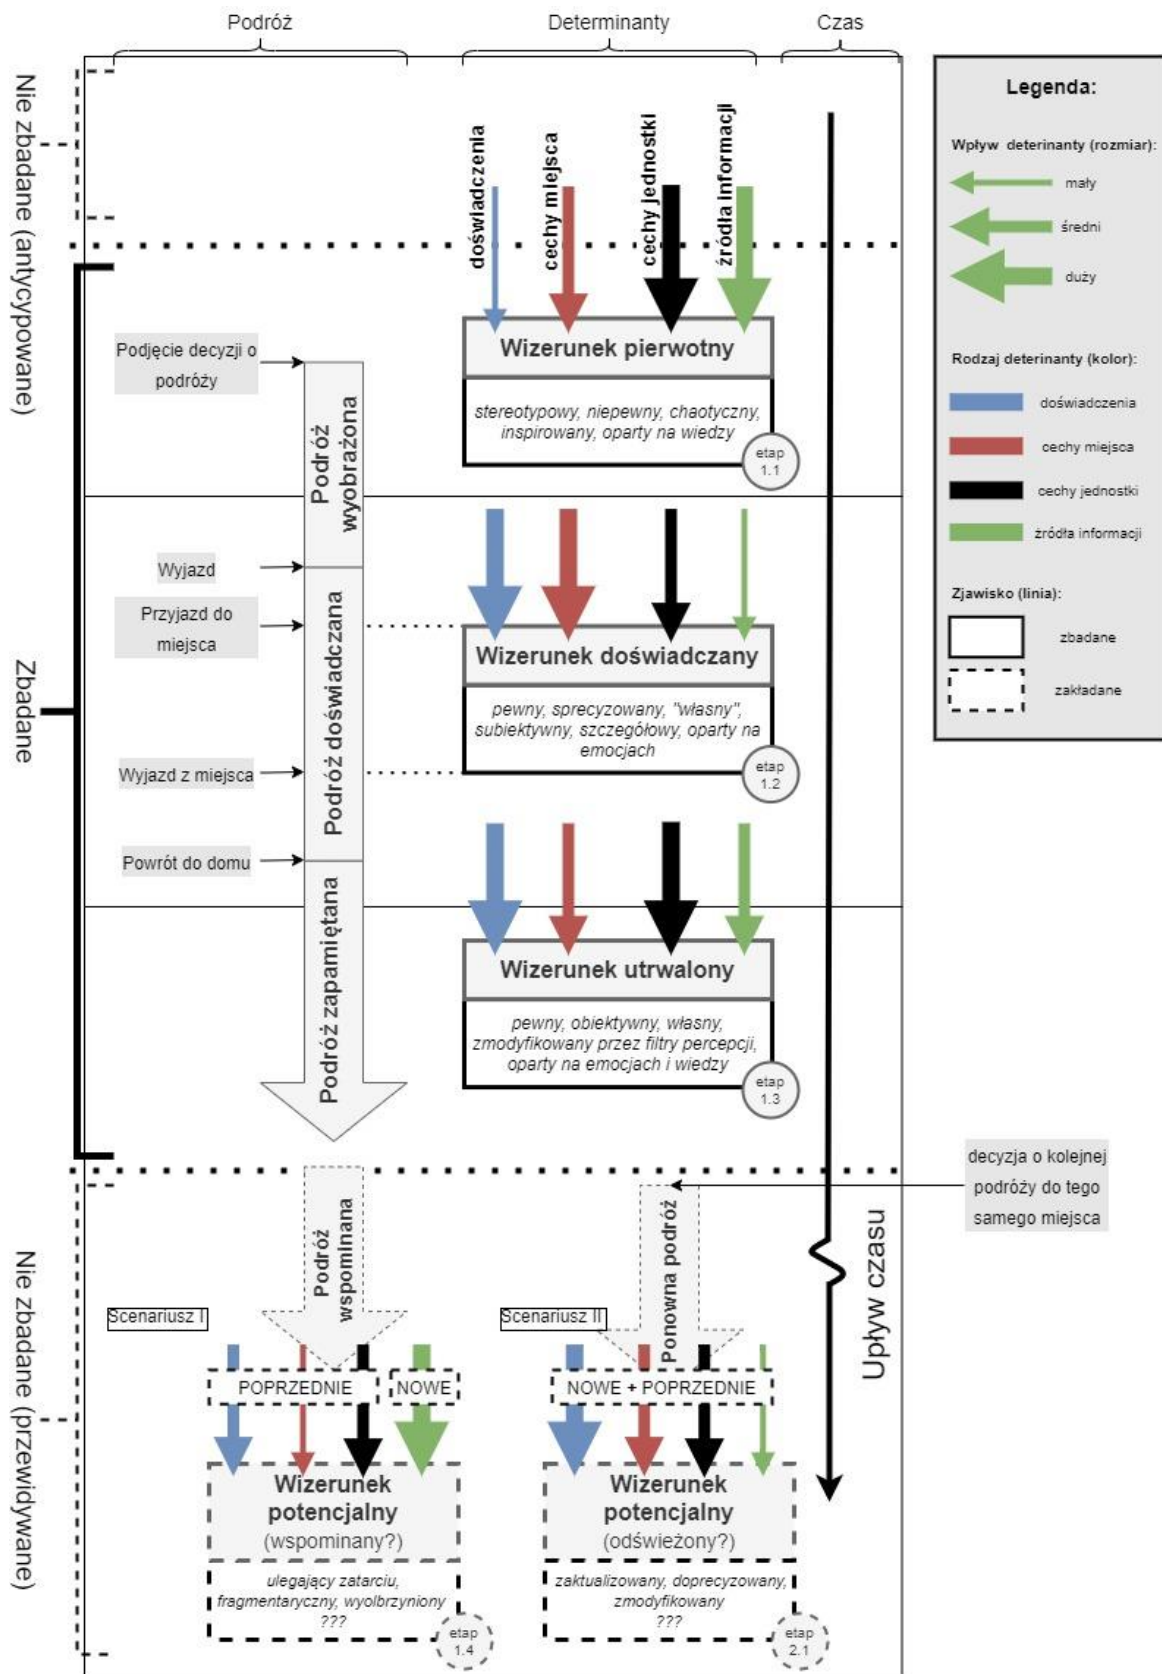 Podróż
Determinanty
Czas
Nie zbadane (antycypowane)
doświadczenia
cechy miejsca
cechy jednostki
źródła informacji
Podjęcie decyzji o
podróży
Podróż
wyobrażona
Wizerunek pierwotny
stereotypowy, niepewny, chaotyczny,
inspirowany, oparty na wiedzy
etap
1.1
Zbadane
Wyjazd
Przyjazd do
miejsca
Podróż doświadczana
Wizerunek doświadczany
pewny, sprecyzowany, "własny",
subiektywny, szczegółowy, oparty na
emocjach
etap
1.2
Wyjazd z miejsca
Powrót do domu
Podróż zapamiętana
Wizerunek utrwalony
pewny, obiektywny, własny,
zmodyfikowany przez filtry percepcji,
oparty na emocjach i wiedzy
etap
1.3
Nie zbadane (przewidywane)
Podróż
wspominana
Ponowna podróż
decyzja o kolejnej
podróży do tego
samego miejsca
Upływ czasu
Scenariusz I
POPRZEDNIE
NOWE
Wizerunek
potencjalny
(wspominany?)
ulegający zatarciu,
fragmentaryczny, wyolbrzyniony
???
etap
1.4
Scenariusz II
NOWE + POPRZEDNIE
Wizerunek
potencjalny
(odświeżony?)
zaktualizowany, doprecyzowany,
zmodyfikowany
???
etap
2.1
Legenda:
Wpływ deterinanty (rozmiar):
mały
średni
duży
Rodzaj deterinanty (kolor):
doświadczenia
cechy miejsca
cechy jednostki
źródła informacji
Zjawisko (linia):
zbadane
zakładane